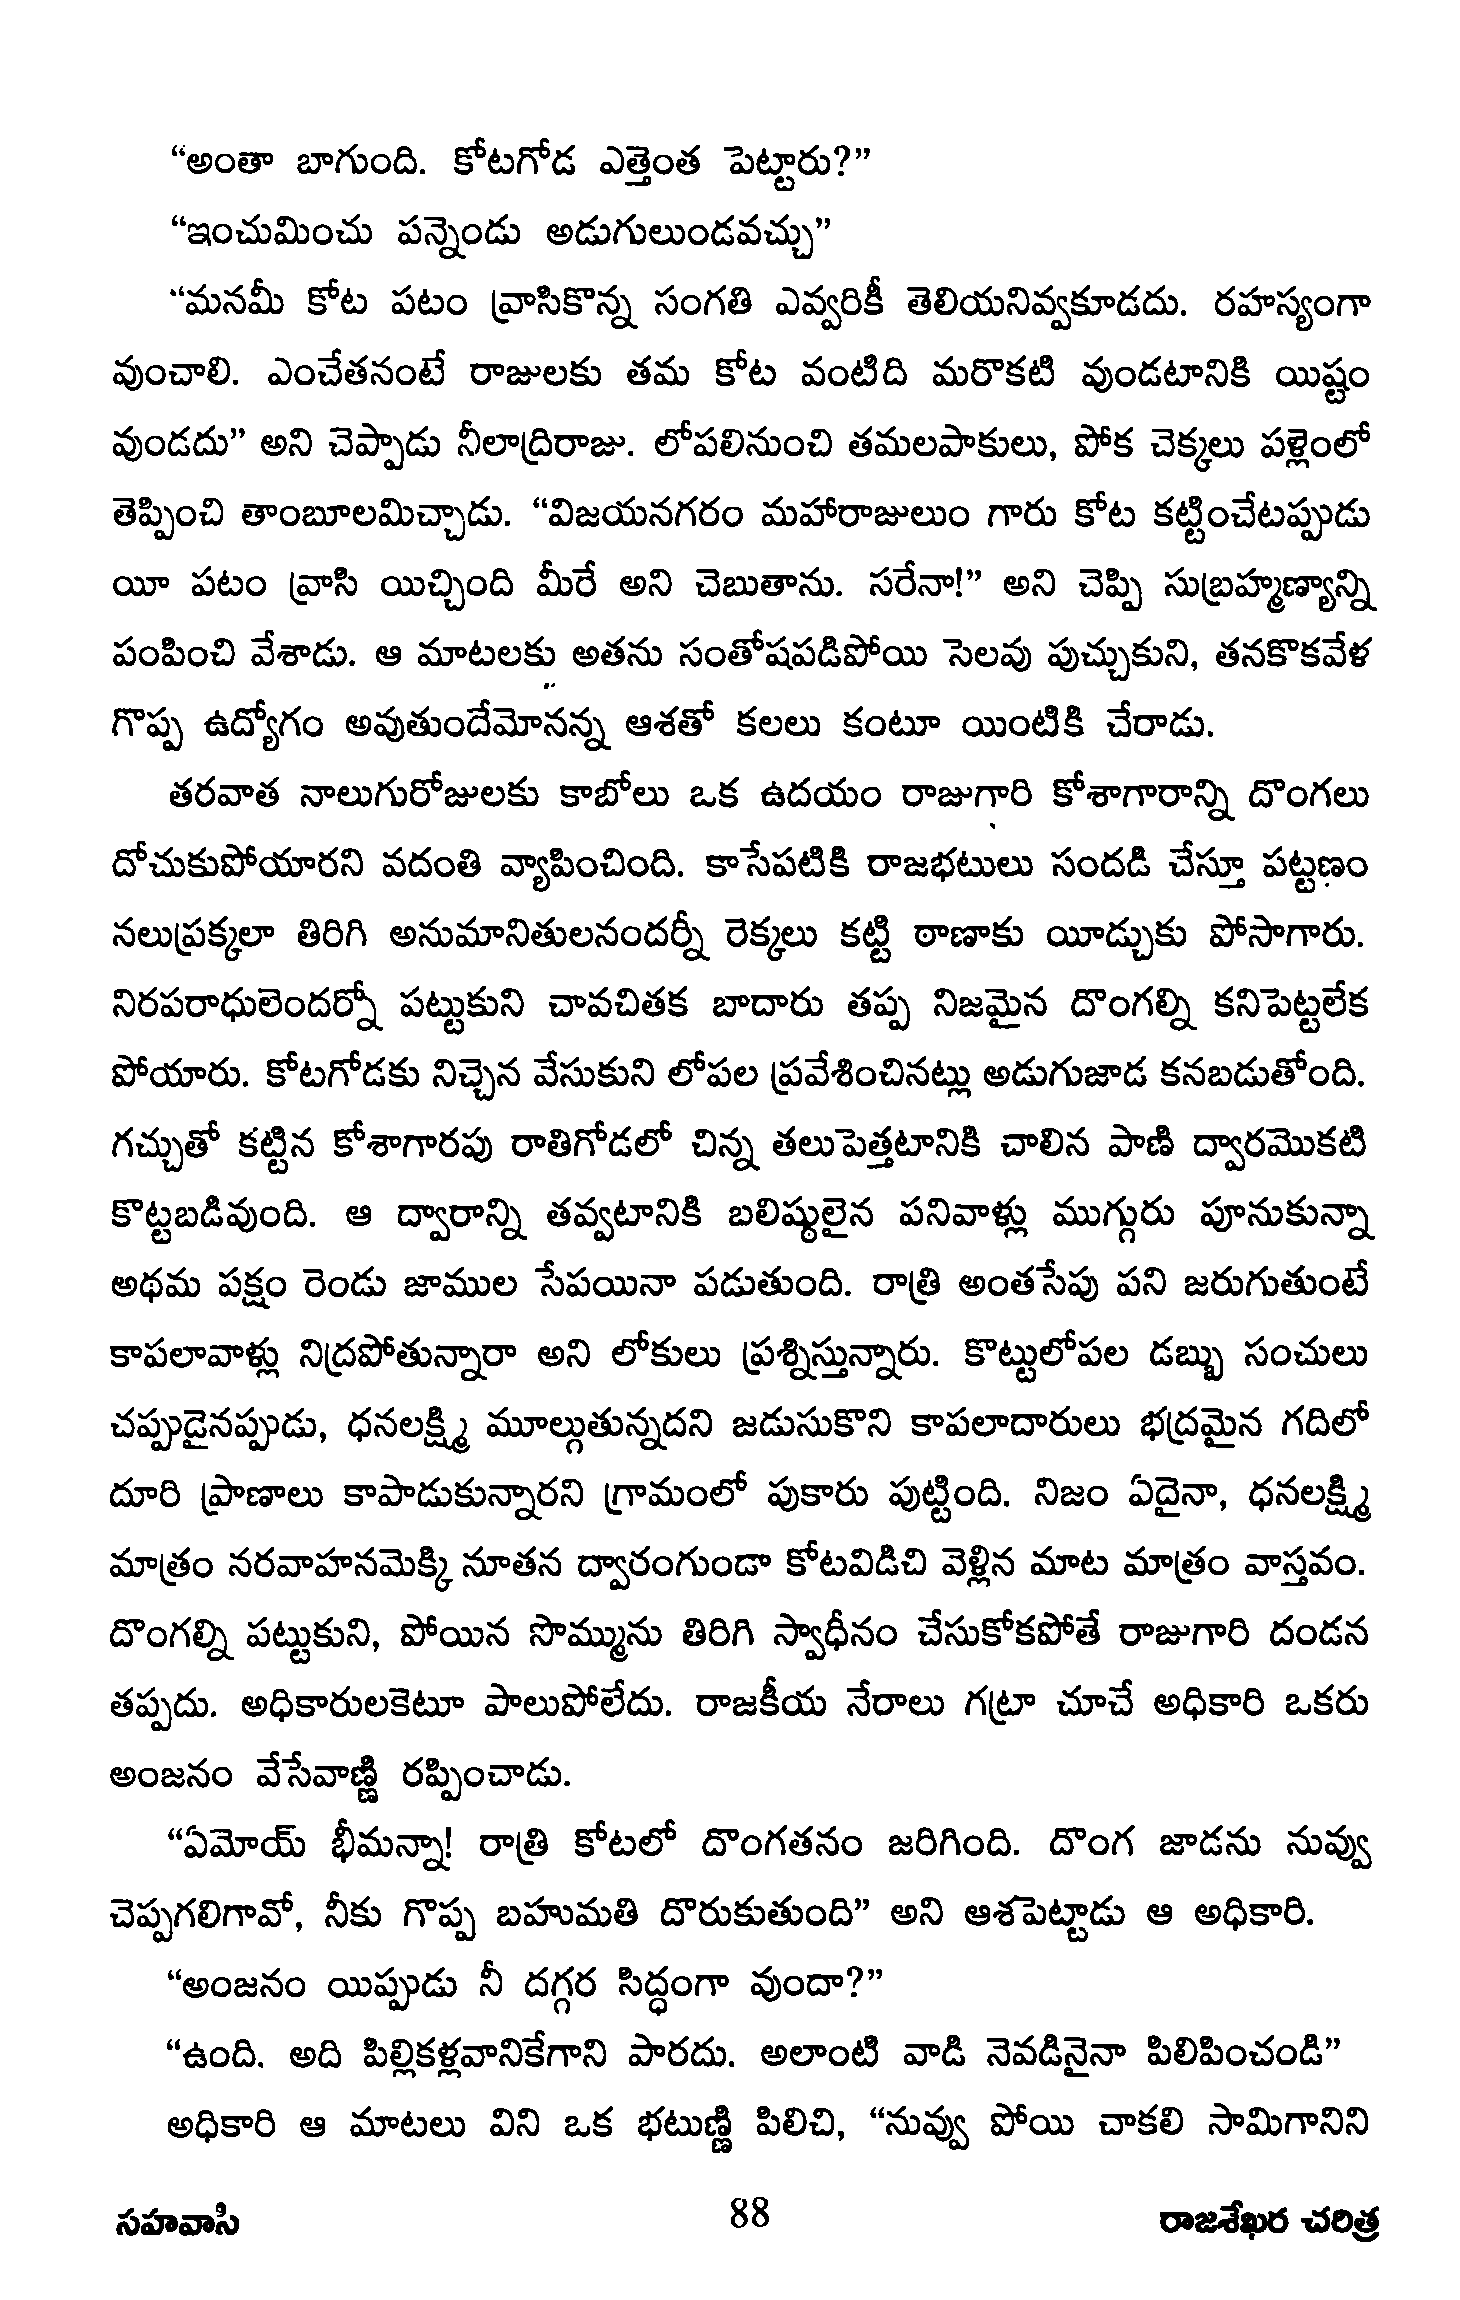 “అంతా బాగుంది. కోటగోడ ఎత్తెంత పెట్టారు?”
“ఇంచుమించు పన్నెండు అడుగులుండవచ్చు”
“మనమీ కోట పటం వ్రాసికొన్న సంగతి ఎవ్వరికీ తెలియనివ్వకూడదు. రహస్యంగా
వుంచాలి. ఎంచేతనంటే రాజులకు తమ కోట వంటిది మరొకటి వుండటానికి యిష్టం
వుండదు” అని చెప్పాడు నీలాద్రిరాజు. లోపలినుంచి తమలపాకులు, పోక చెక్కలు పళ్లెంలో
తెప్పించి తాంబూలమిచ్చాడు. “విజయనగరం మహారాజులుం గారు కోట కట్టించేటప్పుడు
యీ పటం వ్రాసి యిచ్చింది మీరే అని చెబుతాను. సరేనా!” అని చెప్పి సుబ్రహ్మణ్యాన్ని
పంపించి వేశాడు. ఆ మాటలకు అతను సంతోషపడిపోయి సెలవు పుచ్చుకుని, తనకొకవేళ
గొప్ప ఉద్యోగం అవుతుందేమోనన్న ఆశతో కలలు కంటూ యింటికి చేరాడు.
తరవాత నాలుగురోజులకు కాబోలు ఒక ఉదయం రాజుగారి కోశాగారాన్ని దొంగలు
దోచుకుపోయారని వదంతి వ్యాపించింది. కాసేపటికి రాజభటులు సందడి చేస్తూ పట్టణం
నలుప్రక్కలా తిరిగి అనుమానితులనందర్నీ రెక్కలు కట్టి ఠాణాకు యీడ్చుకు పోసాగారు.
నిరపరాధులెందర్నో పట్టుకుని చావచితక బాదారు తప్ప నిజమైన దొంగల్ని కనిపెట్టలేక
పోయారు. కోటగోడకు నిచ్చెన వేసుకుని లోపల ప్రవేశించినట్లు అడుగుజాడ కనబడుతోంది.
గచ్చుతో కట్టిన కోశాగారపు రాతిగోడలో చిన్న తలుపెత్తటానికి చాలిన పాణి ద్వారమొకటి
కొట్టబడివుంది. ఆ ద్వారాన్ని తవ్వటానికి బలిష్ఠులైన పనివాళ్లు ముగ్గురు పూనుకున్నా
అథమ పక్షం రెండు జాముల సేపయినా పడుతుంది. రాత్రి అంతసేపు పని జరుగుతుంటే
కాపలావాళ్లు నిద్రపోతున్నారా అని లోకులు ప్రశ్నిస్తున్నారు. కొట్టులోపల డబ్బు సంచులు
చప్పుడైనప్పుడు, ధనలక్ష్మి మూల్గుతున్నదని జడుసుకొని కాపలాదారులు భద్రమైన గదిలో
దూరి ప్రాణాలు కాపాడుకున్నారని గ్రామంలో పుకారు పుట్టింది. నిజం ఏదైనా, ధనలక్ష్మి
మాత్రం నరవాహనమెక్కి నూతన ద్వారంగుండా కోటవిడిచి వెళ్లిన మాట మాత్రం వాస్తవం.
దొంగల్ని పట్టుకుని, పోయిన సొమ్మును తిరిగి స్వాధీనం చేసుకోకపోతే రాజుగారి దండన
తప్పదు. అధికారులకెటూ పాలుపోలేదు. రాజకీయ నేరాలు గట్రా చూచే అధికారి ఒకరు
అంజనం వేసేవాణ్ణి రప్పించాడు.
“ఏమోయ్ భీమన్నా! రాత్రి కోటలో దొంగతనం జరిగింది. దొంగ జాడను నువ్వు
చెప్పగలిగావో, నీకు గొప్ప బహుమతి దొరుకుతుంది” అని ఆశపెట్టాడు ఆ అధికారి.
“అంజనం యిప్పుడు నీ దగ్గర సిద్ధంగా వుందా?”
“ఉంది. అది పిల్లికళ్లవానికేగాని పారదు. అలాంటి వాడి నెవడినైనా పిలిపించండి”
అధికారి ఆ మాటలు విని ఒక భటుణ్ణి పిలిచి, “నువ్వు పోయి చాకలి సామిగానిని
సహవాసి 88 రాజశేఖర చరిత్ర